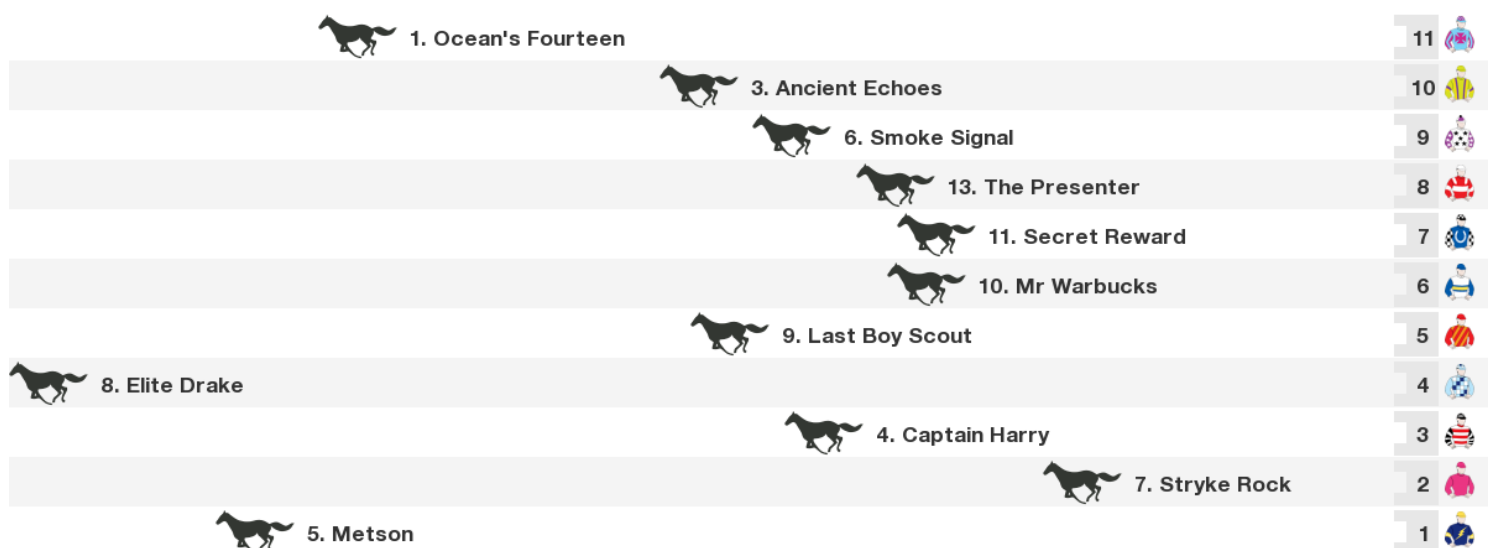 1. Ocean's Fourteen 11
3. Ancient Echoes 10
6. Smoke Signal 9
13. The Presenter 8
11. Secret Reward 7
10. Mr Warbucks 6
9. Last Boy Scout 5
8. Elite Drake 4
4. Captain Harry 3
7. Stryke Rock 2
5. Metson 1